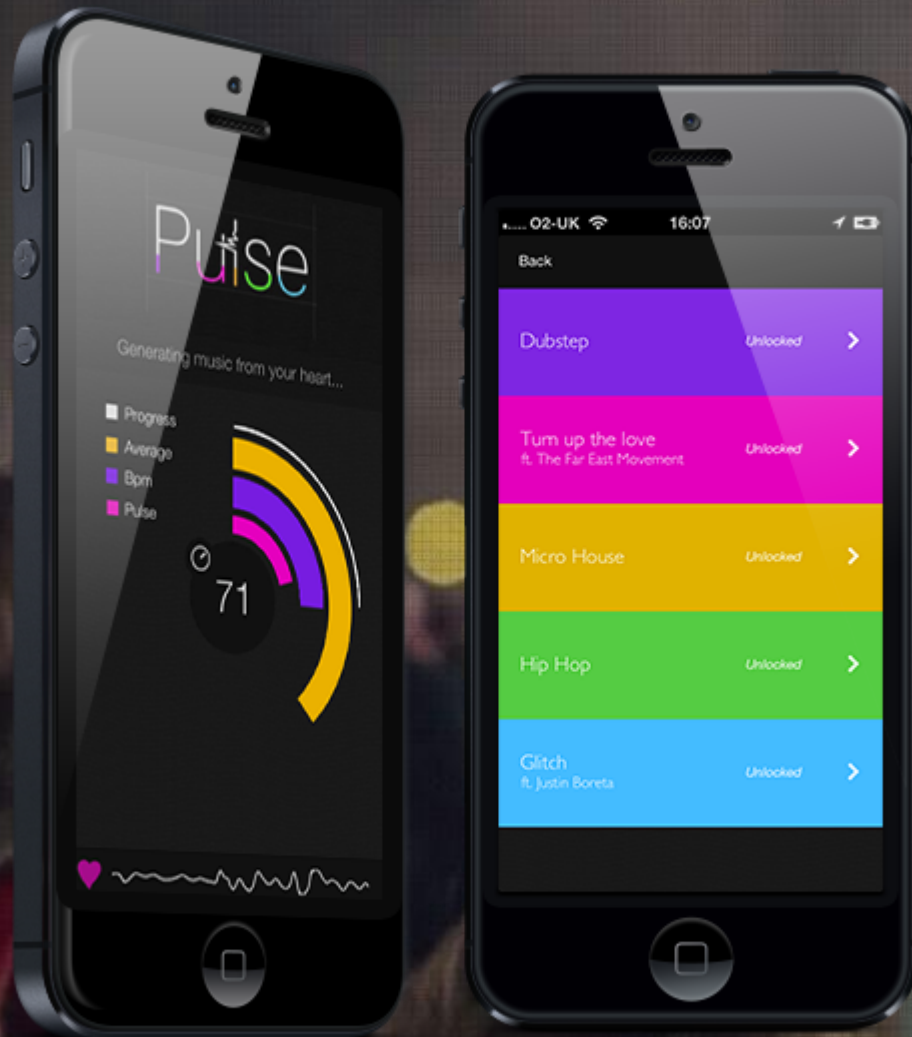 Pulse
Generating music from your heart...
Progress
Average
Bpm
Pulse
71
..... O2-UK 16:07
Back
Dubstep Unlocked
Turn up the love Unlocked
ft. The Far East Movement
Micro House Unlocked
Hip Hop Unlocked
Glitch Unlocked
ft. Justin Boreta